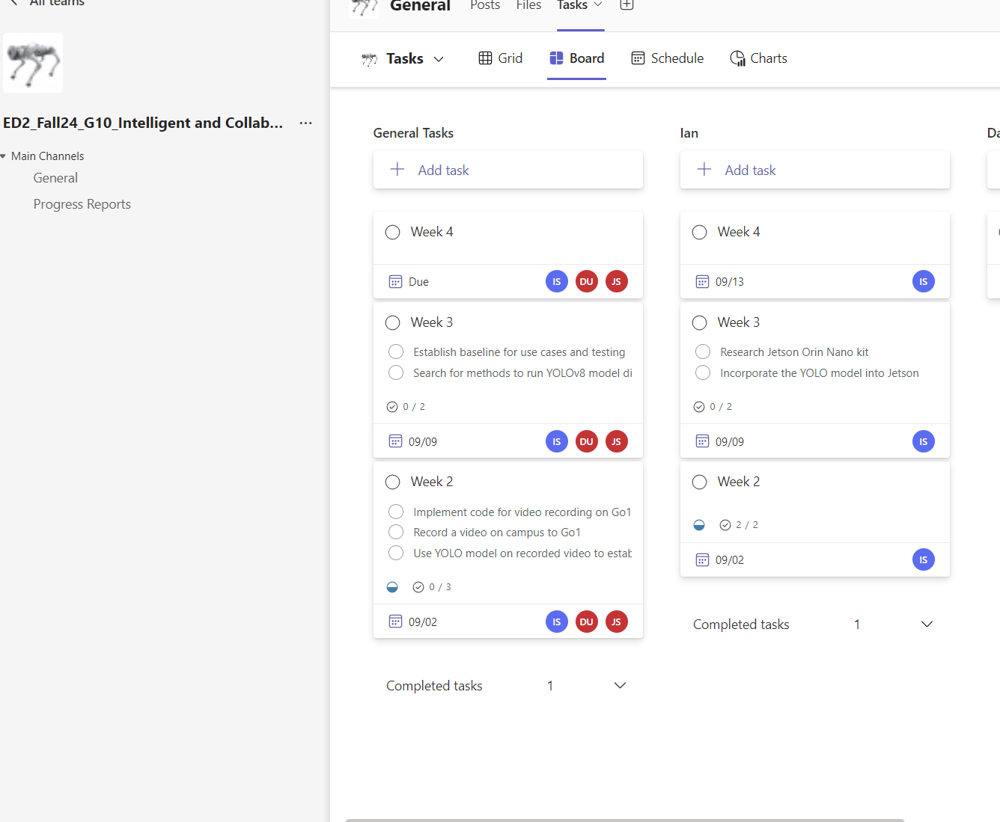 All teams
General Posts Files Tasks
Tasks Grid Board Schedule Charts
ED2_Fall24_G10_Intelligent and Collab... ...
Main Channels
General
Progress Reports
General Tasks
Add task
Week 4
Due IS DU JS
Week 3
Establish baseline for use cases and testing
Search for methods to run YOLOv8 model di
0 / 2
09/09 IS DU JS
Week 2
Implement code for video recording on Go1
Record a video on campus to Go1
Use YOLO model on recorded video to estab
0 / 3
09/02 IS DU JS
Completed tasks 1
Ian
Add task
Week 4
09/13 IS
Week 3
Research Jetson Orin Nano kit
Incorporate the YOLO model into Jetson
0 / 2
09/09 IS
Week 2
2 / 2
09/02 IS
Completed tasks 1
Da